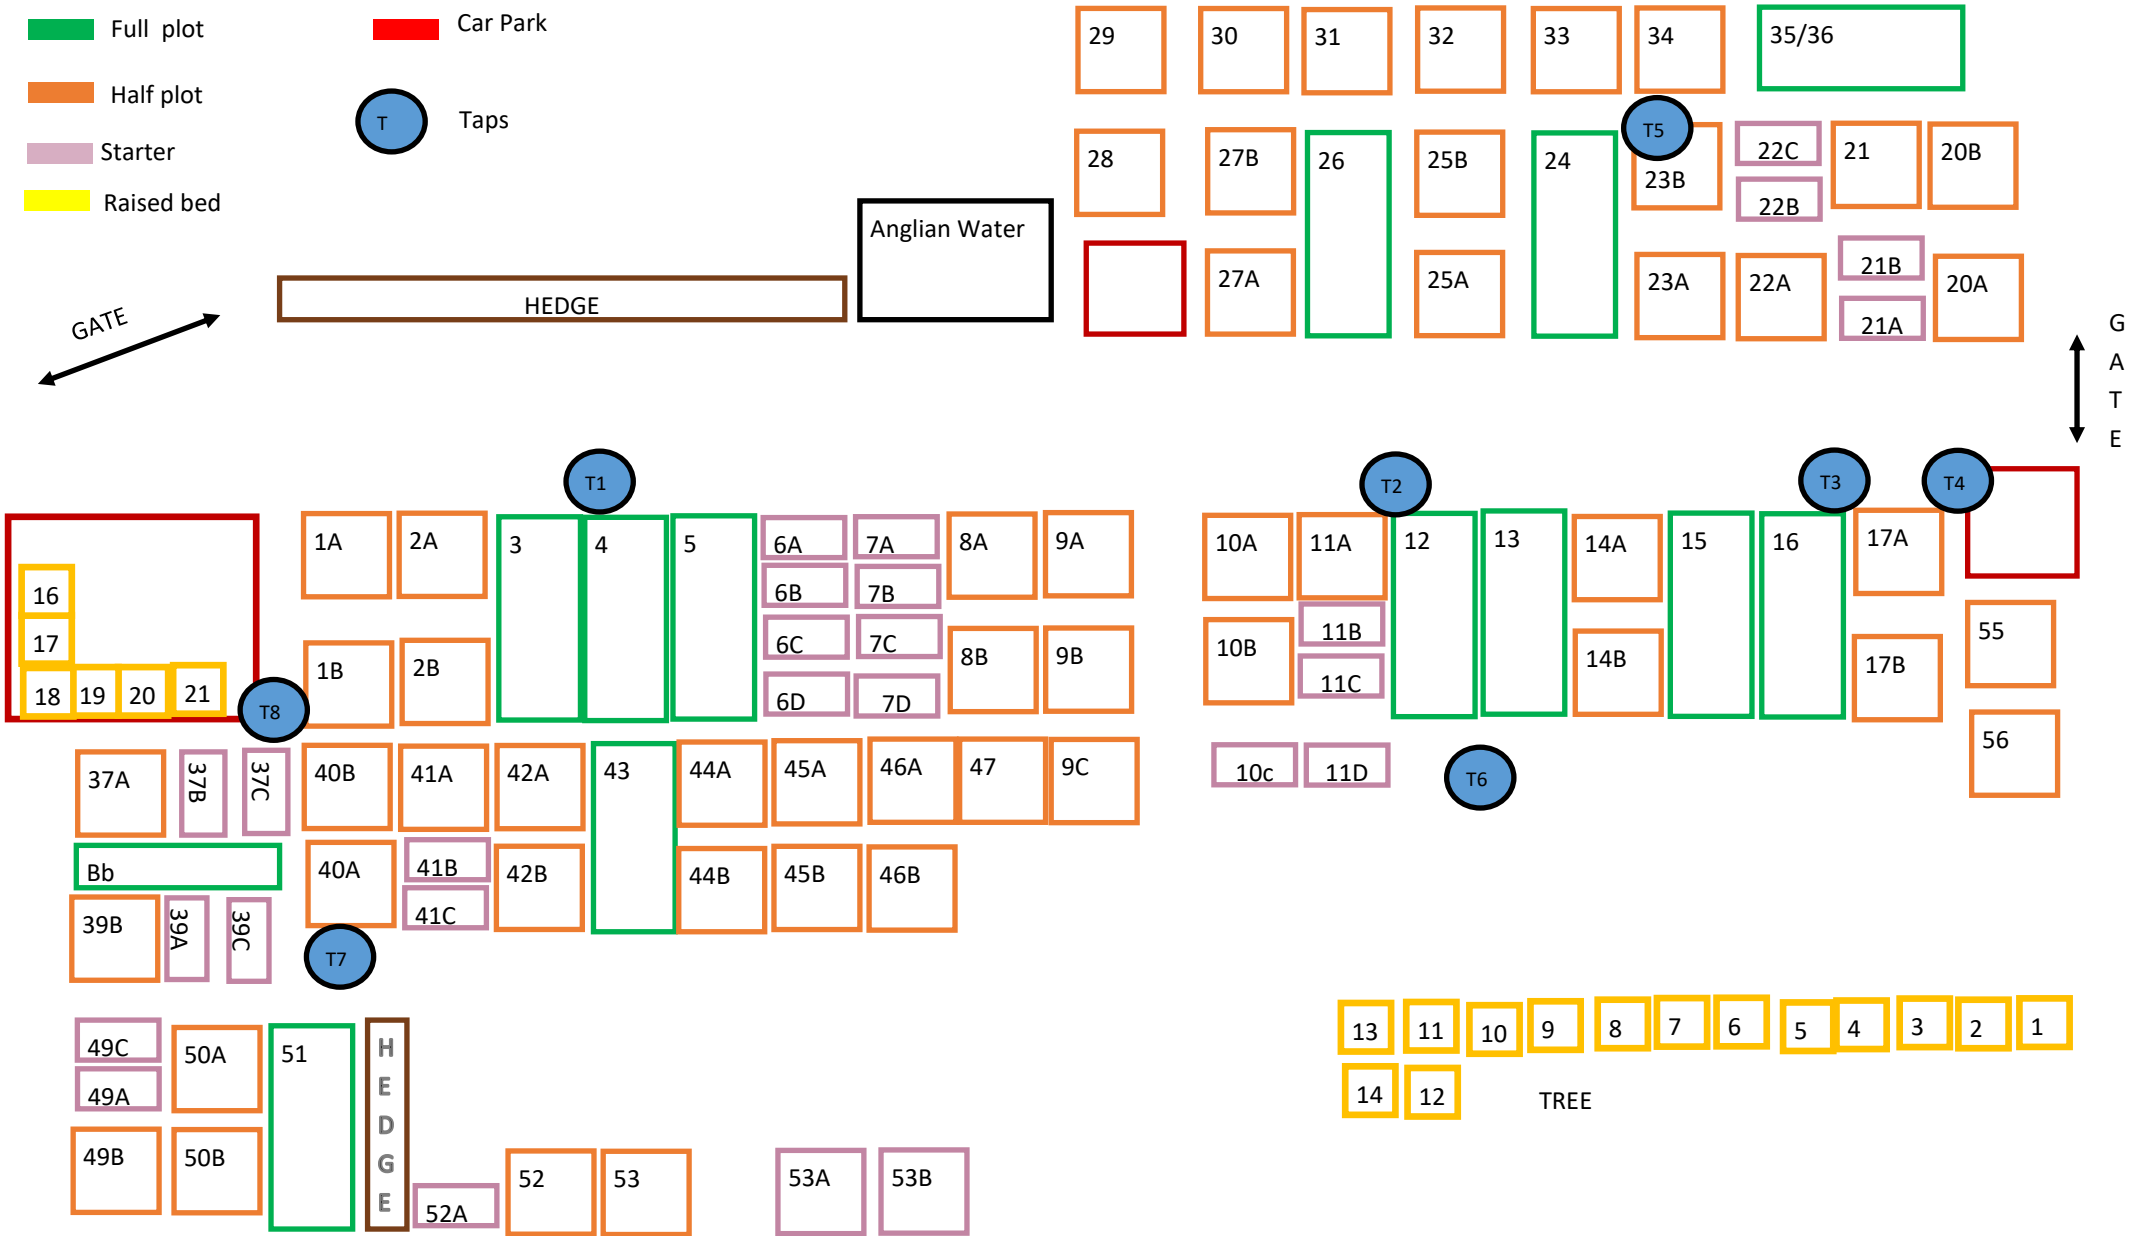 Full plot
Car Park
Half plot
T
Taps
Starter
Raised bed
29
30
31
32
33
34
35/36
T5
28
27B
26
25B
24
23B
22C
22B
21
20B
Anglian Water
27A
25A
23A
22A
21B
21A
20A
HEDGE
GATE
G
A
T
E
T1
T2
T3
T4
1A
2A
3
4
5
6A
7A
8A
9A
10A
11A
12
13
14A
15
16
17A
16
6B
7B
17
6C
7C
11B
55
1B
2B
8B
9B
10B
11C
14B
17B
18
19
20
21
T8
6D
7D
37A
37B
37C
40B
41A
42A
43
44A
45A
46A
47
9C
10c
11D
T6
56
Bb
40A
41B
42B
44B
45B
46B
41C
39B
39A
39C
T7
49C
50A
51
H
E
D
G
E
13
11
10
9
8
7
6
5
4
3
2
1
49A
14
12
TREE
49B
50B
52A
52
53
53A
53B